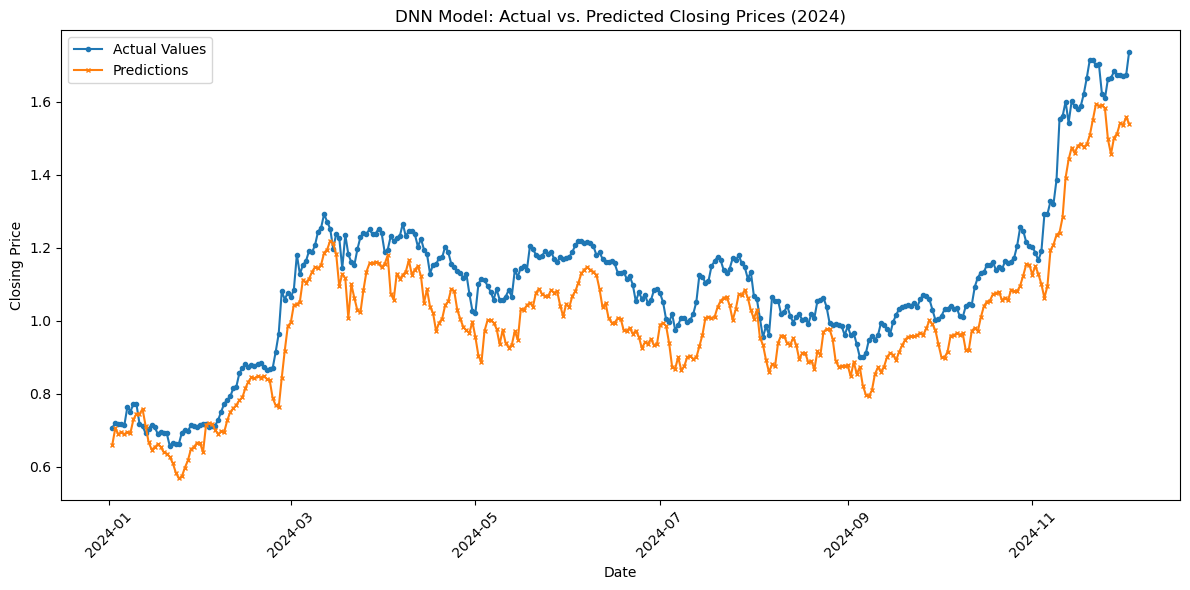 DNN Model: Actual vs. Predicted Closing Prices (2024)
Actual Values
Predictions
Closing Price
1.6
1.4
1.2
1.0
0.8
0.6
2024-01
2024-03
2024-05
2024-07
2024-09
2024-11
Date